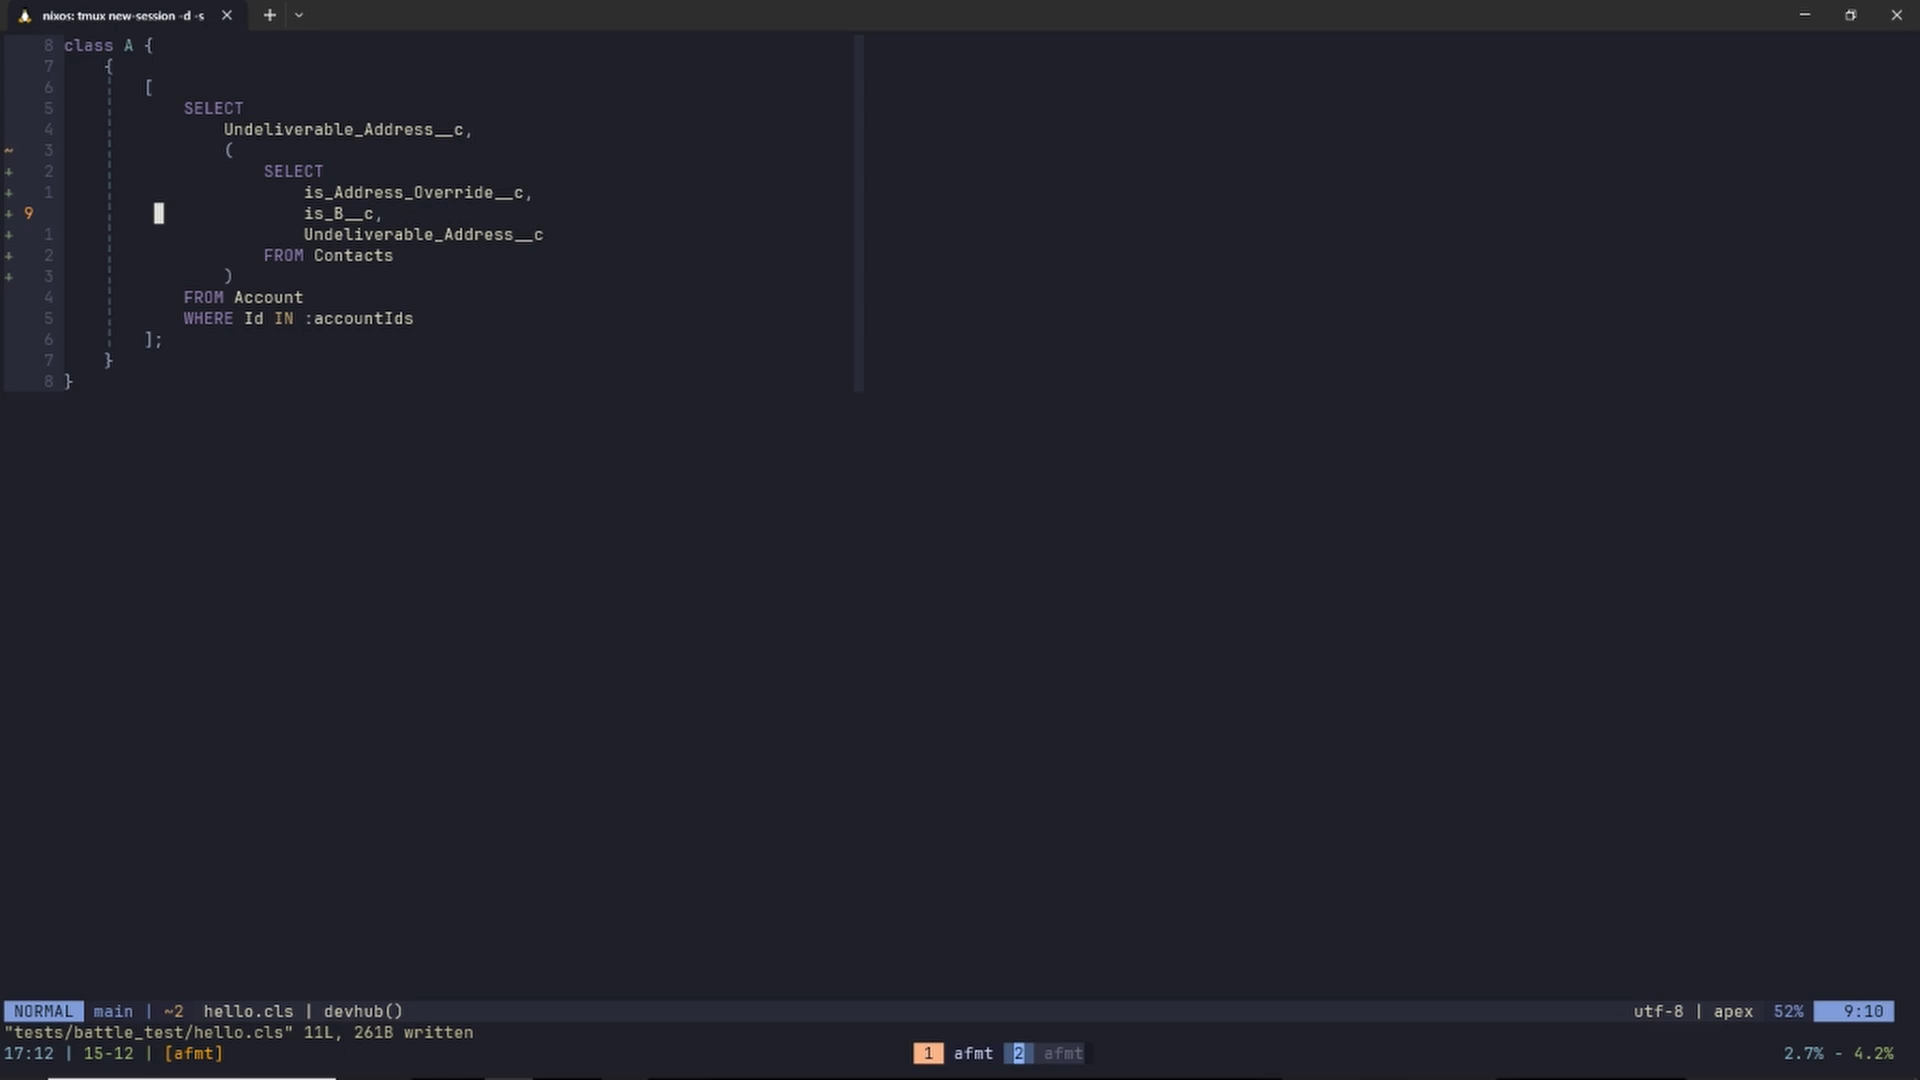 nixos: tmux new-session -d -s
8 class A {
7 {
6 [
5 SELECT
4 Undeliverable_Address__c,
~ 3 (
+ 2 SELECT
+ 1 is_Address_Override__c,
+ 9 is_B__c,
+ 1 Undeliverable_Address__c
+ 2 FROM Contacts
+ 3 )
4 FROM Account
5 WHERE Id IN :accountIds
6 ];
7 }
8 }
NORMAL main | ~2 hello.cls | devhub() utf-8 | apex 52% 9:10
"tests/battle_test/hello.cls" 11L, 261B written
17:12 | 15-12 | [afmt] 1 afmt 2 afmt 2.7% - 4.2%